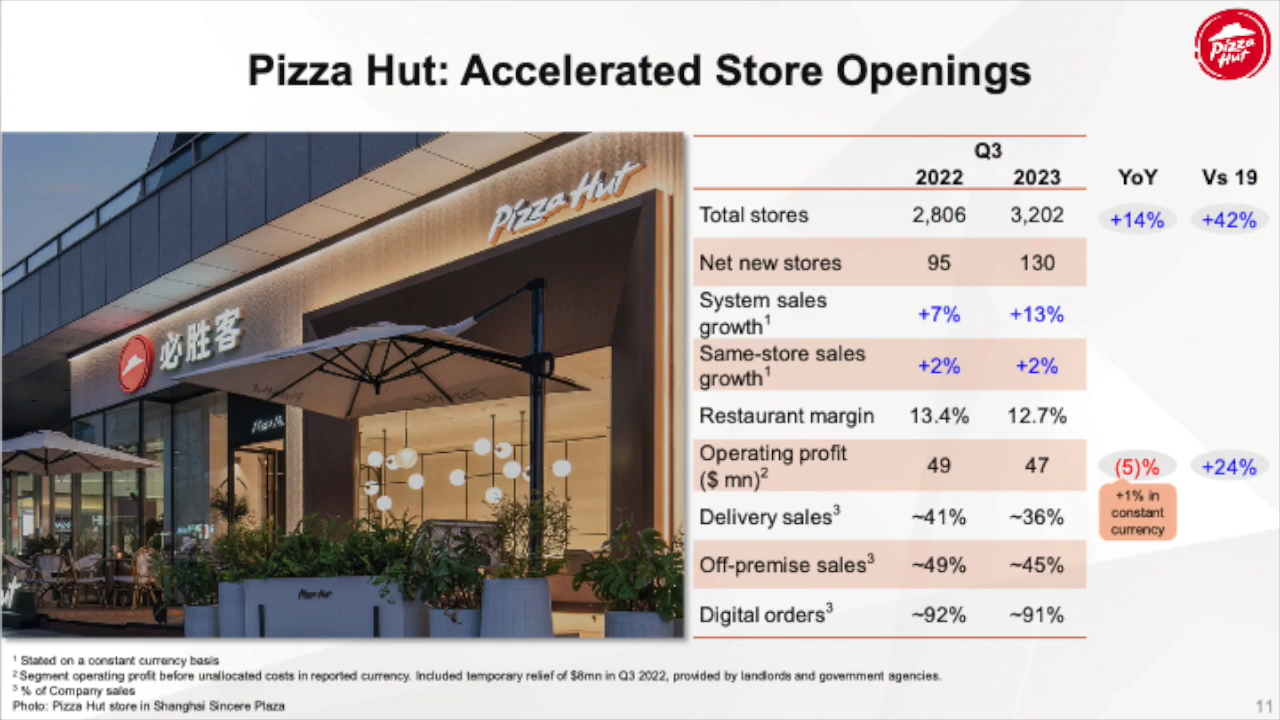 Pizza Hut
Pizza Hut: Accelerated Store Openings
Pizza Hut
必胜客
Pizza Hut
Q3
2022 2023 YoY Vs 19
Total stores 2,806 3,202 +14% +42%
Net new stores 95 130
System sales
growth¹ +7% +13%
Same-store sales
growth¹ +2% +2%
Restaurant margin 13.4% 12.7%
Operating profit
($ mn)² 49 47 (5)% +24%
+1% in
constant
currency
Delivery sales³ ~41% ~36%
Off-premise sales³ ~49% ~45%
Digital orders³ ~92% ~91%
¹ Stated on a constant currency basis
² Segment operating profit before unallocated costs in reported currency. Included temporary relief of $8mn in Q3 2022, provided by landlords and government agencies.
³ % of Company sales
Photo: Pizza Hut store in Shanghai Sincere Plaza
11